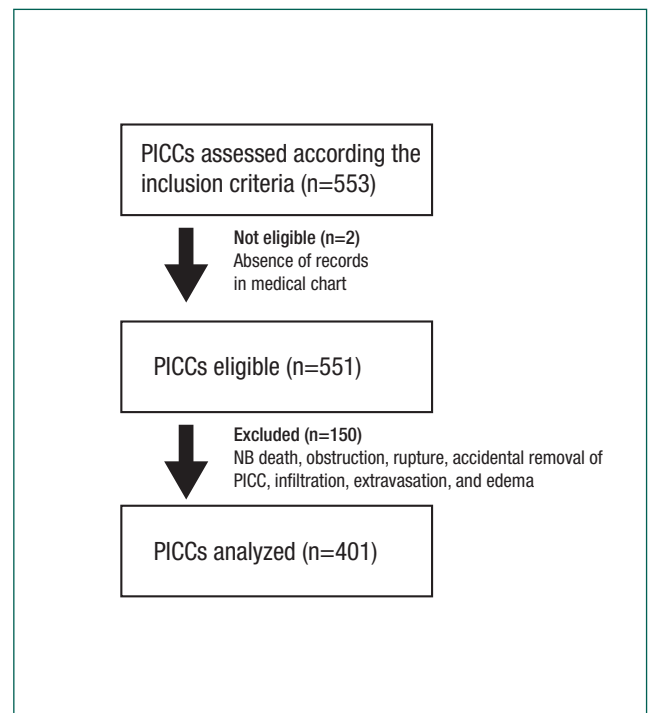 PICCs assessed according the
inclusion criteria (n=553)
Not eligible (n=2)
Absence of records
in medical chart
PICCs eligible (n=551)
Excluded (n=150)
NB death, obstruction, rupture, accidental removal of
PICC, infiltration, extravasation, and edema
PICCs analyzed (n=401)